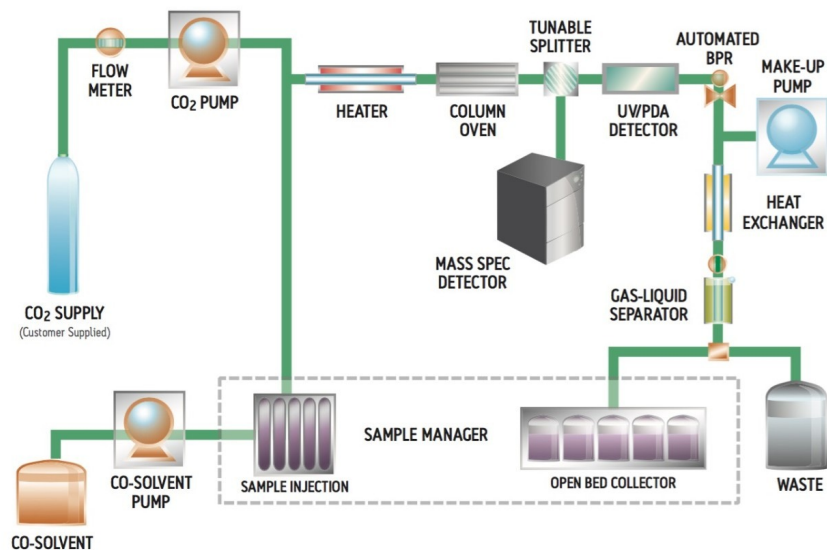 TUNABLE
SPLITTER
AUTOMATED
BPR
MAKE-UP
PUMP
FLOW
METER
CO₂ PUMP
HEATER
COLUMN
OVEN
UV/PDA
DETECTOR
HEAT
EXCHANGER
MASS SPEC
DETECTOR
GAS-LIQUID
SEPARATOR
CO₂ SUPPLY
(Customer Supplied)
SAMPLE MANAGER
CO-SOLVENT
PUMP
SAMPLE INJECTION
OPEN BED COLLECTOR
WASTE
CO-SOLVENT